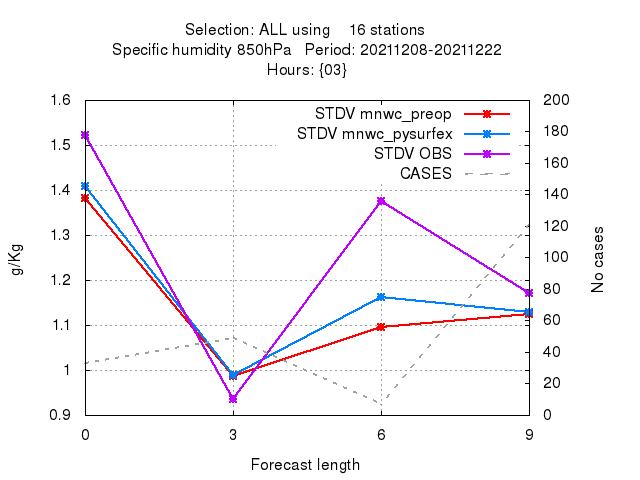 Selection: ALL using    16 stations
Specific humidity 850hPa   Period: 20211208-20211222
Hours: {03}
STDV mnwc_preop
STDV mnwc_pysurfex
STDV OBS
CASES
1.6
1.5
1.4
1.3
1.2
1.1
1
0.9
200
180
160
140
120
100
80
60
40
20
0
g/Kg
No cases
0 3 6 9
Forecast length